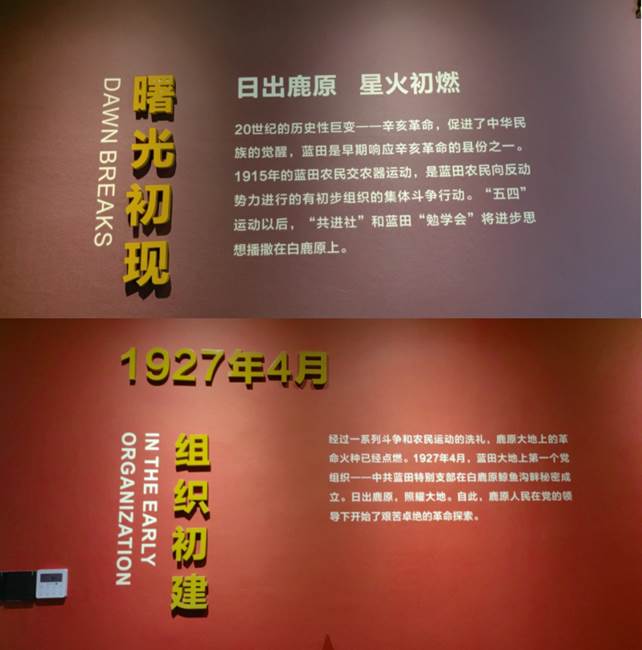 曙光初现
DAWN BREAKS
日出鹿原 星火初燃
20世纪的历史性巨变——辛亥革命，促进了中华民
族的觉醒，蓝田是早期响应辛亥革命的县份之一。
1915年的蓝田农民交农器运动，是蓝田农民向反动
势力进行的有初步组织的集体斗争行动。“五四”
运动以后，“共进社”和蓝田“勉学会”将进步思
想播撒在白鹿原上。
1927年4月
组织初建
IN THE EARLY
ORGANIZATION
经过一系列斗争和农民运动的洗礼，鹿原大地上的革
命火种已经点燃。1927年4月，蓝田大地上第一个党
组织——中共蓝田特别支部在白鹿原鲸鱼沟畔秘密成
立。日出鹿原，照耀大地。自此，鹿原人民在党的领
导下开始了艰苦卓绝的革命探索。